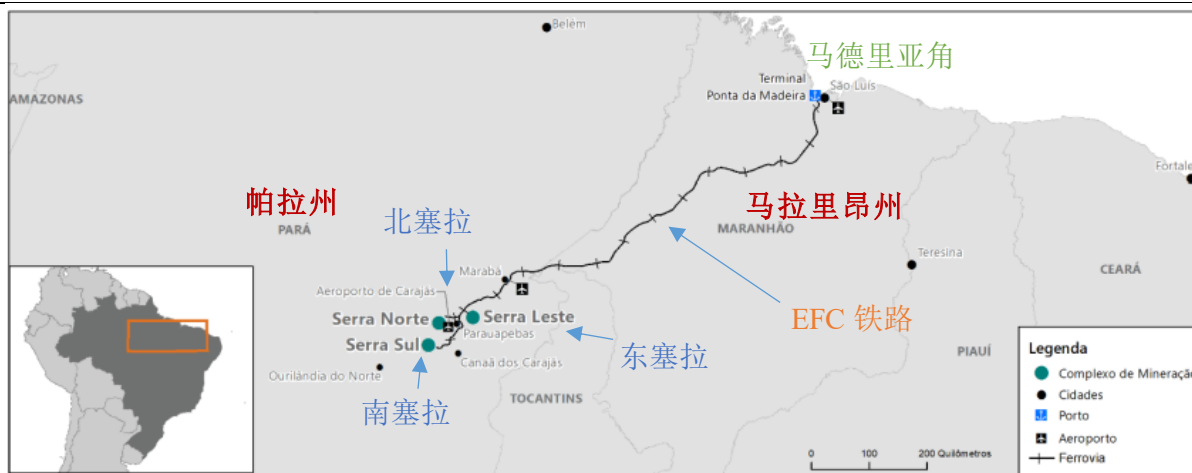 Belém
马德里亚角
AMAZONAS
Terminal
Ponta da Madeira
São Luís
Fortale
帕拉州
PARÁ
北塞拉
马拉里昂州
MARANHÃO
Teresina
CEARÁ
Marabá
Aeroporto de Carajás
EFC 铁路
Serra Norte
Serra Leste
Parauapebas
Serra Sul
东塞拉
Canaã dos Carajás
PIAUÍ
Ourilândia do Norte
TOCANTINS
南塞拉
Legenda
Complexo de Mineração
Cidades
Porto
Aeroporto
Ferrovia
0 100 200 Quilômetros